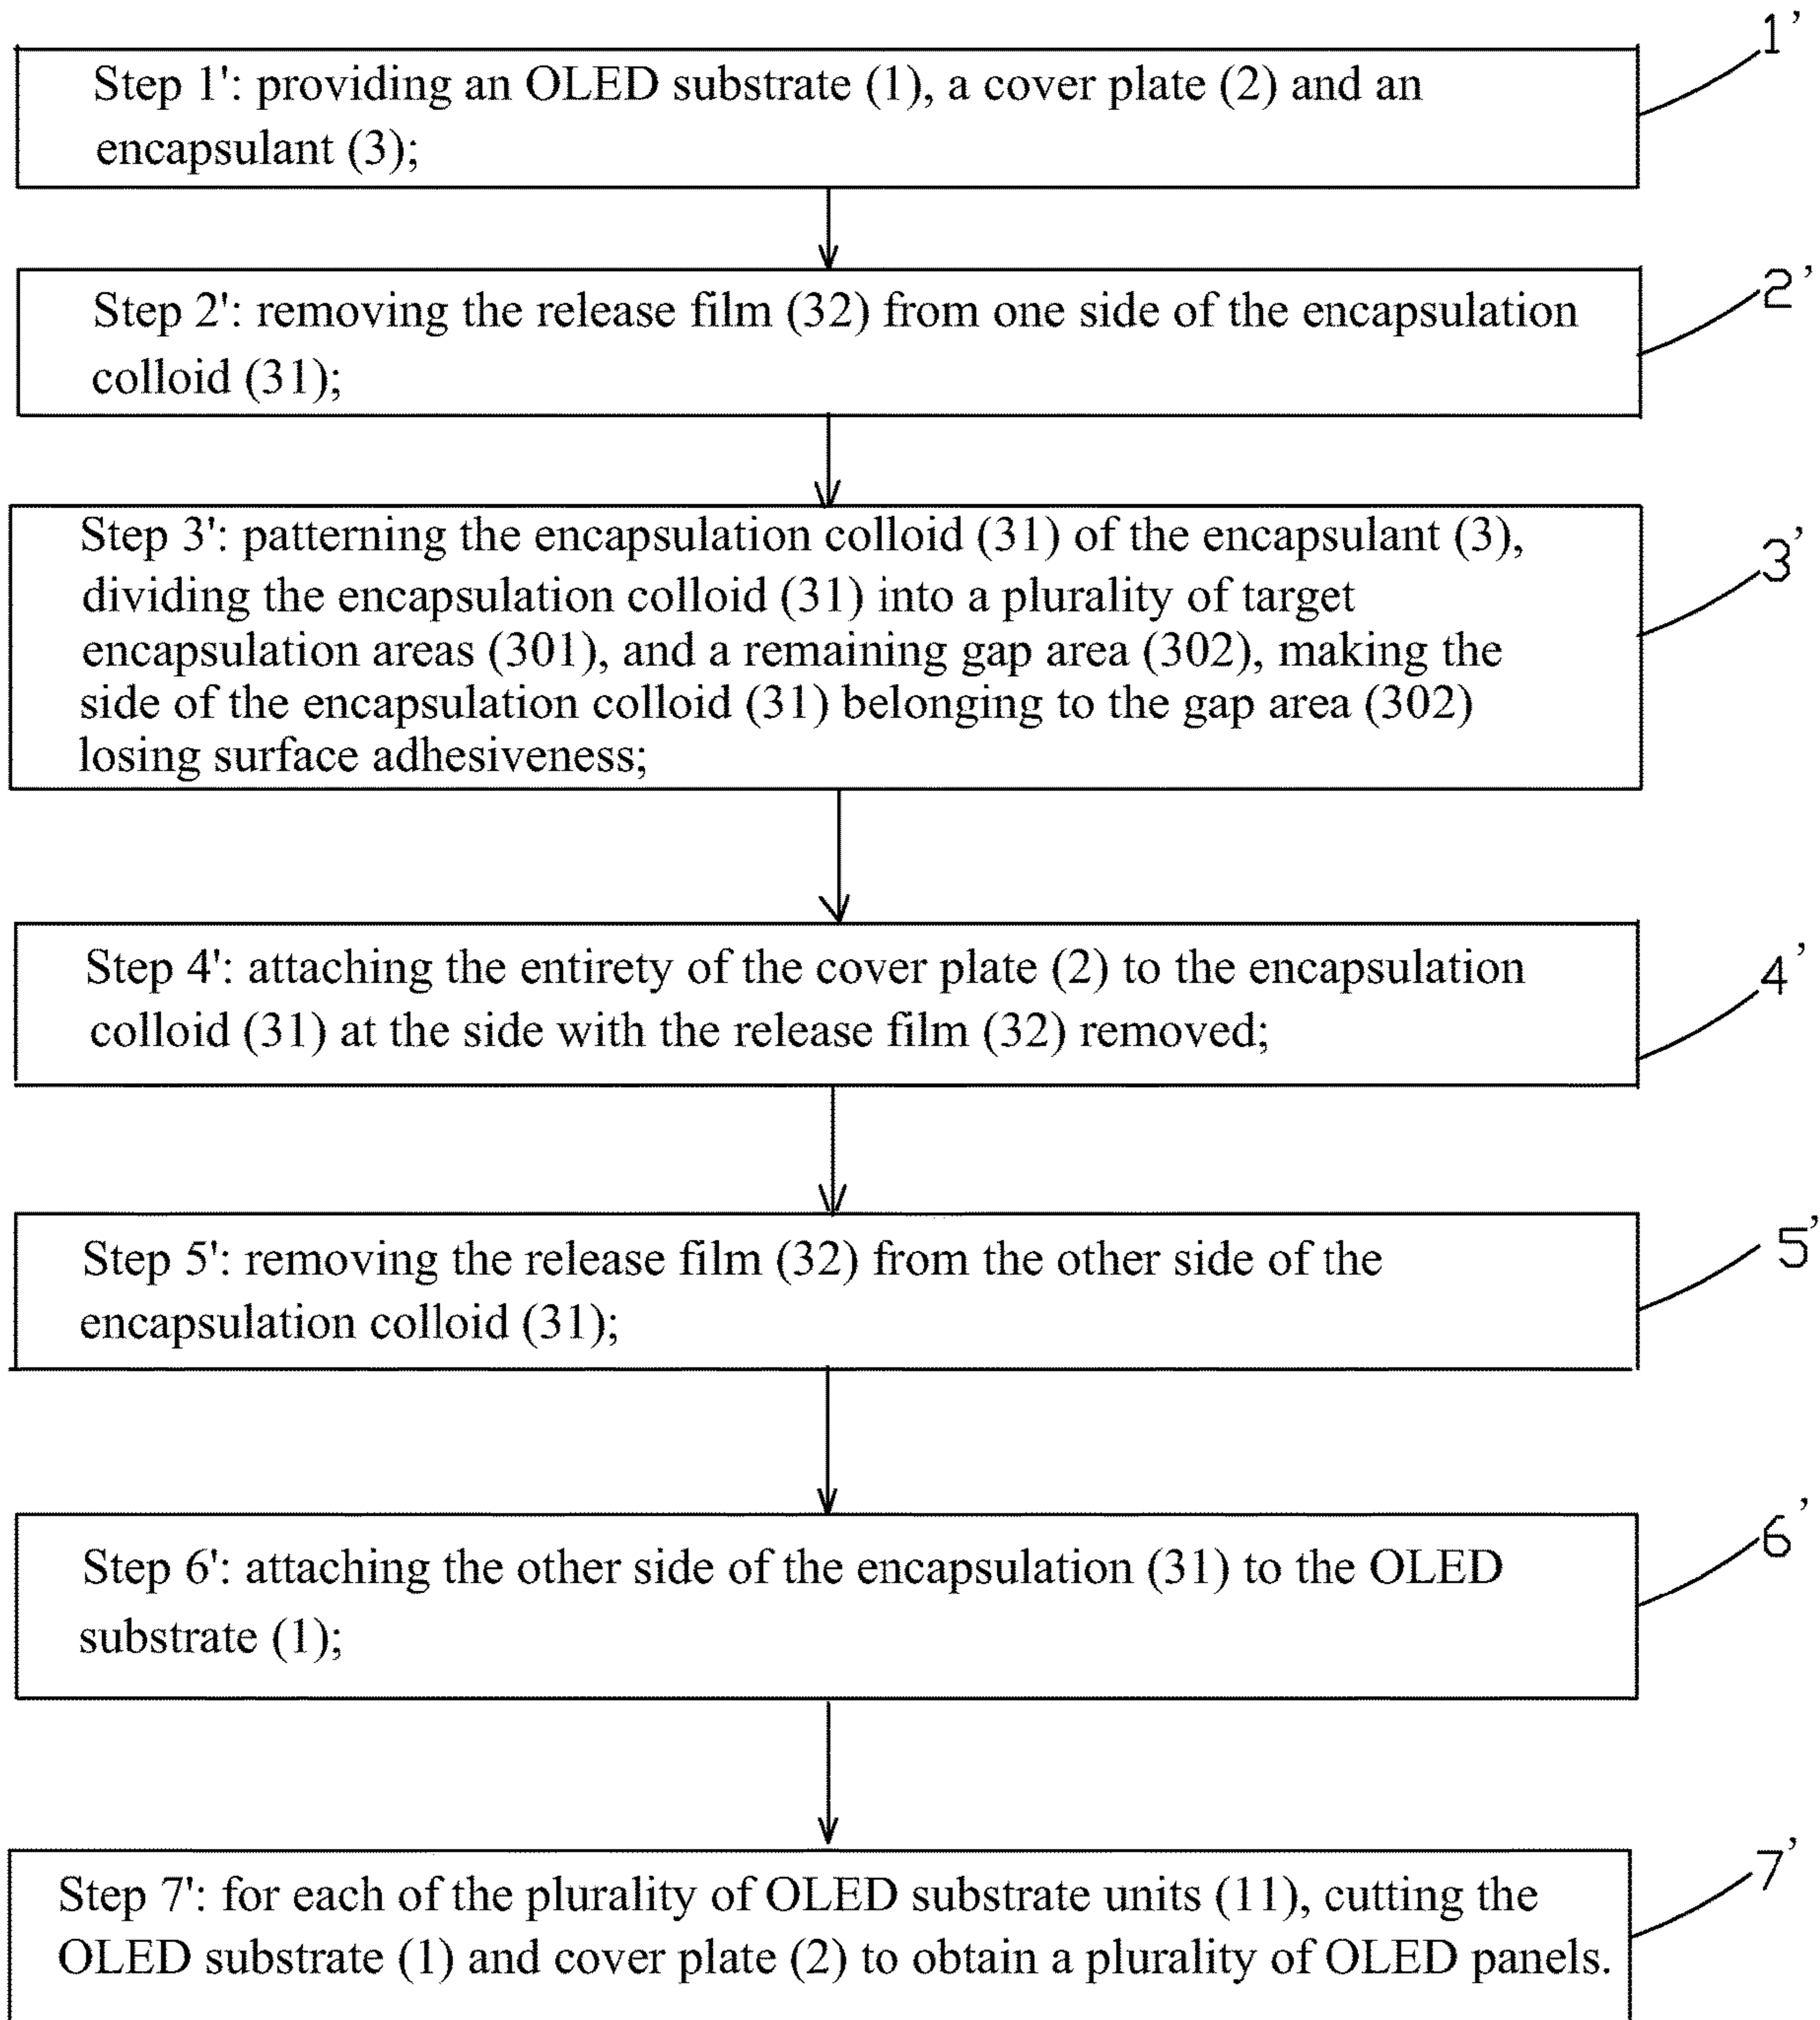 1’
Step 1': providing an OLED substrate (1), a cover plate (2) and an
encapsulant (3);
2’
Step 2': removing the release film (32) from one side of the encapsulation
colloid (31);
3’
Step 3': patterning the encapsulation colloid (31) of the encapsulant (3),
dividing the encapsulation colloid (31) into a plurality of target
encapsulation areas (301), and a remaining gap area (302), making the
side of the encapsulation colloid (31) belonging to the gap area (302)
losing surface adhesiveness;
4’
Step 4': attaching the entirety of the cover plate (2) to the encapsulation
colloid (31) at the side with the release film (32) removed;
5’
Step 5': removing the release film (32) from the other side of the
encapsulation colloid (31);
6’
Step 6': attaching the other side of the encapsulation (31) to the OLED
substrate (1);
7’
Step 7': for each of the plurality of OLED substrate units (11), cutting the
OLED substrate (1) and cover plate (2) to obtain a plurality of OLED panels.